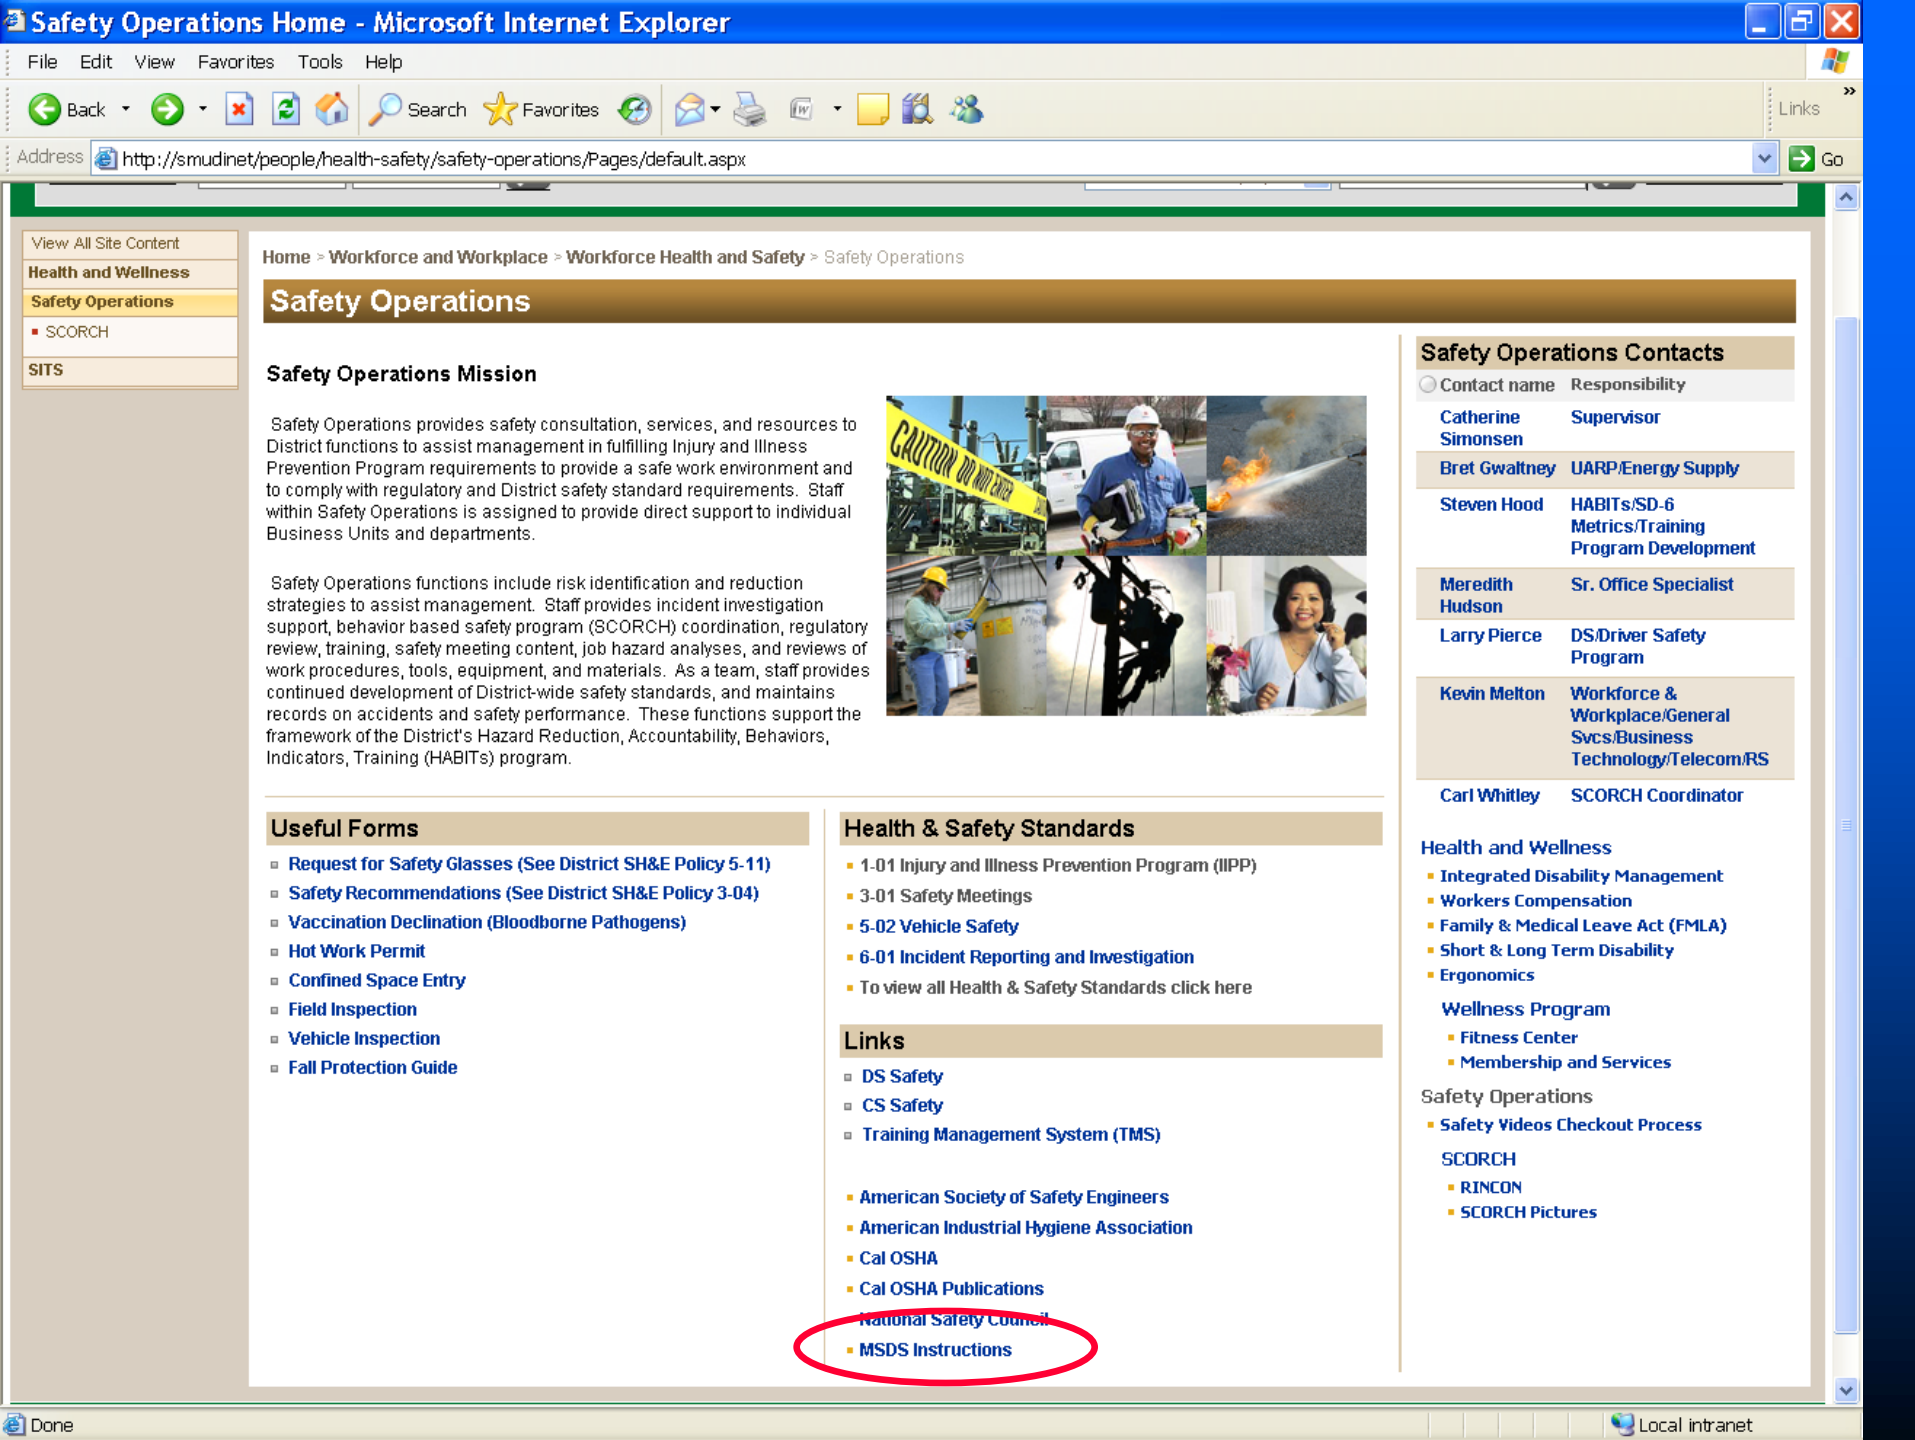 Safety Operations Home - Microsoft Internet Explorer
File Edit View Favorites Tools Help
Back Search Favorites Links
Address http://smudinet/people/health-safety/safety-operations/Pages/default.aspx Go
View All Site Content
Health and Wellness
Safety Operations
SCORCH
SITS
Home > Workforce and Workplace > Workforce Health and Safety > Safety Operations
Safety Operations
Safety Operations Mission
Safety Operations provides safety consultation, services, and resources to
District functions to assist management in fulfilling Injury and Illness
Prevention Program requirements to provide a safe work environment and
to comply with regulatory and District safety standard requirements. Staff
within Safety Operations is assigned to provide direct support to individual
Business Units and departments.
Safety Operations functions include risk identification and reduction
strategies to assist management. Staff provides incident investigation
support, behavior based safety program (SCORCH) coordination, regulatory
review, training, safety meeting content, job hazard analyses, and reviews of
work procedures, tools, equipment, and materials. As a team, staff provides
continued development of District-wide safety standards, and maintains
records on accidents and safety performance. These functions support the
framework of the District's Hazard Reduction, Accountability, Behaviors,
Indicators, Training (HABITs) program.
CAUTION DO NOT ENTER
Useful Forms
Request for Safety Glasses (See District SH&E Policy 5-11)
Safety Recommendations (See District SH&E Policy 3-04)
Vaccination Declination (Bloodborne Pathogens)
Hot Work Permit
Confined Space Entry
Field Inspection
Vehicle Inspection
Fall Protection Guide
Health & Safety Standards
1-01 Injury and Illness Prevention Program (IIPP)
3-01 Safety Meetings
5-02 Vehicle Safety
6-01 Incident Reporting and Investigation
To view all Health & Safety Standards click here
Links
DS Safety
CS Safety
Training Management System (TMS)
American Society of Safety Engineers
American Industrial Hygiene Association
Cal OSHA
Cal OSHA Publications
National Safety Council
MSDS Instructions
Safety Operations Contacts
Contact name Responsibility
Catherine Supervisor
Simonsen
Bret Gwaltney UARP/Energy Supply
Steven Hood HABITs/SD-6
Metrics/Training
Program Development
Meredith Sr. Office Specialist
Hudson
Larry Pierce DS/Driver Safety
Program
Kevin Melton Workforce &
Workplace/General
Svcs/Business
Technology/Telecom/RS
Carl Whitley SCORCH Coordinator
Health and Wellness
Integrated Disability Management
Workers Compensation
Family & Medical Leave Act (FMLA)
Short & Long Term Disability
Ergonomics
Wellness Program
Fitness Center
Membership and Services
Safety Operations
Safety Videos Checkout Process
SCORCH
RINCON
SCORCH Pictures
Done Local intranet